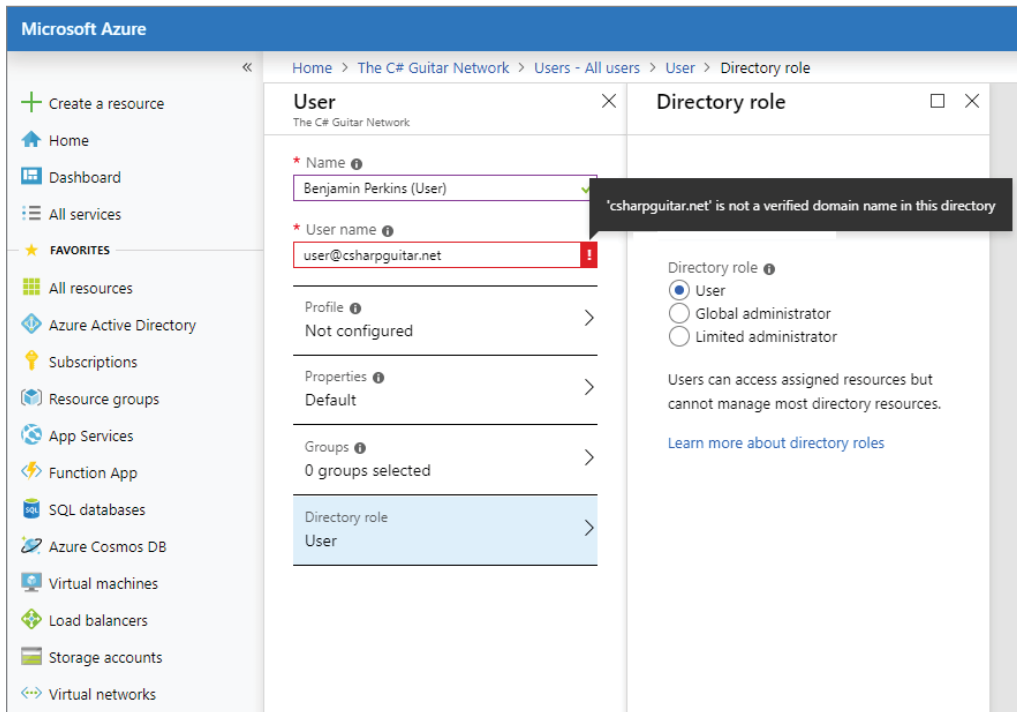 Microsoft Azure
«
Home > The C# Guitar Network > Users - All users > User > Directory role
Create a resource
Home
Dashboard
All services
FAVORITES
All resources
Azure Active Directory
Subscriptions
Resource groups
App Services
Function App
SQL databases
Azure Cosmos DB
Virtual machines
Load balancers
Storage accounts
Virtual networks
User
The C# Guitar Network
* Name
Benjamin Perkins (User)
* User name
user@csharpguitar.net
!
Profile
Not configured
Properties
Default
Groups
0 groups selected
Directory role
User
Directory role
'csharpguitar.net' is not a verified domain name in this directory
Directory role
User
Global administrator
Limited administrator
Users can access assigned resources but
cannot manage most directory resources.
Learn more about directory roles